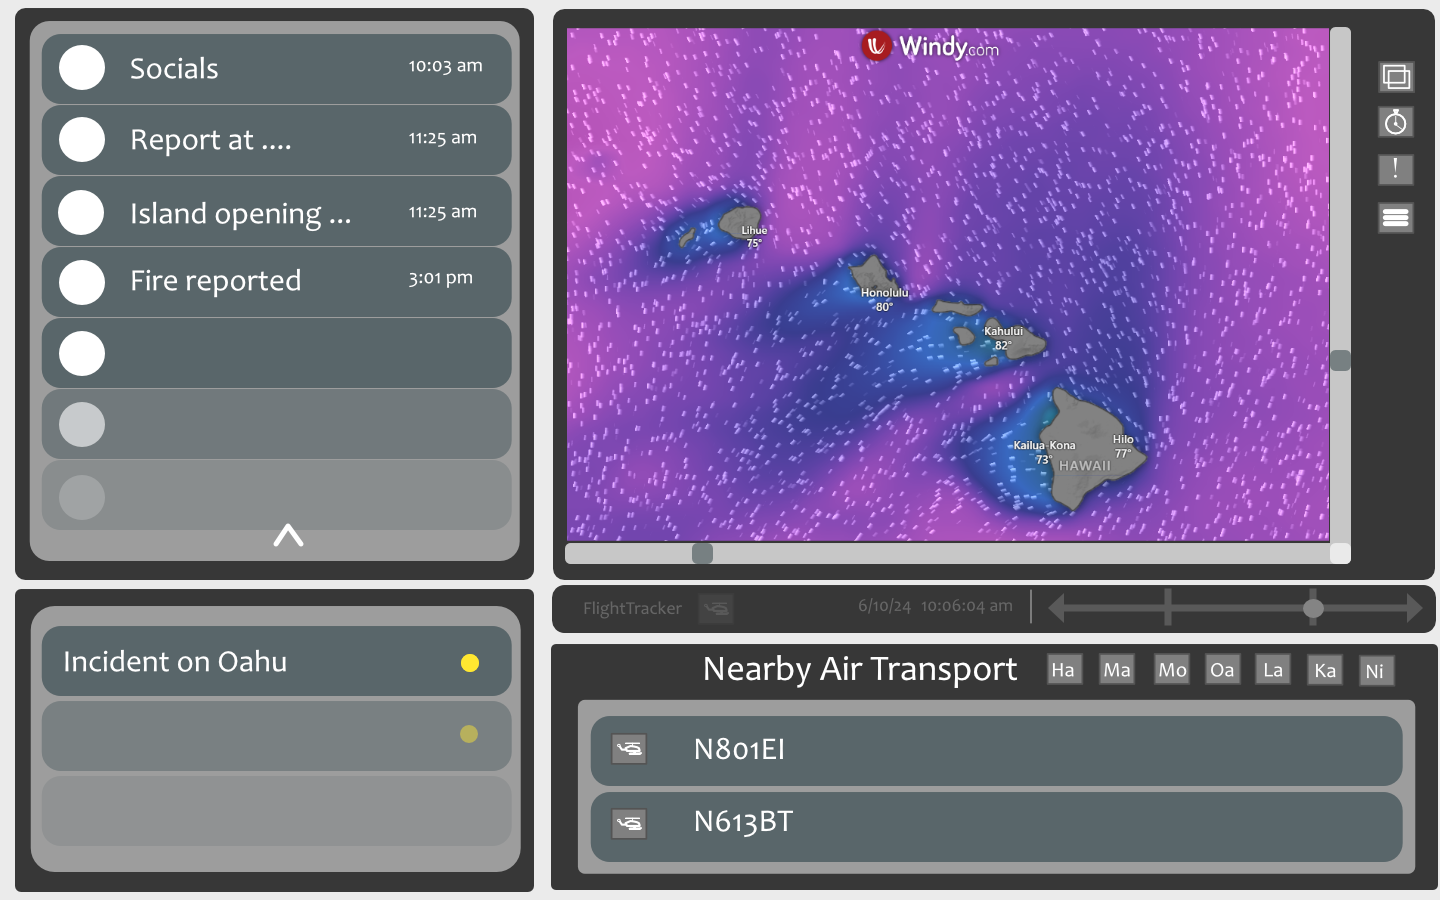 Socials 10:03 am
Report at .... 11:25 am
Island opening ... 11:25 am
Fire reported 3:01 pm
Incident on Oahu
Windy.com
Lihue
75°
Honolulu
80°
Kahului
82°
Kailua-Kona
73°
Hilo
77°
HAWAII
!
FlightTracker 6/10/24 10:06:04 am
Nearby Air Transport Ha Ma Mo Oa La Ka Ni
N801EI
N613BT